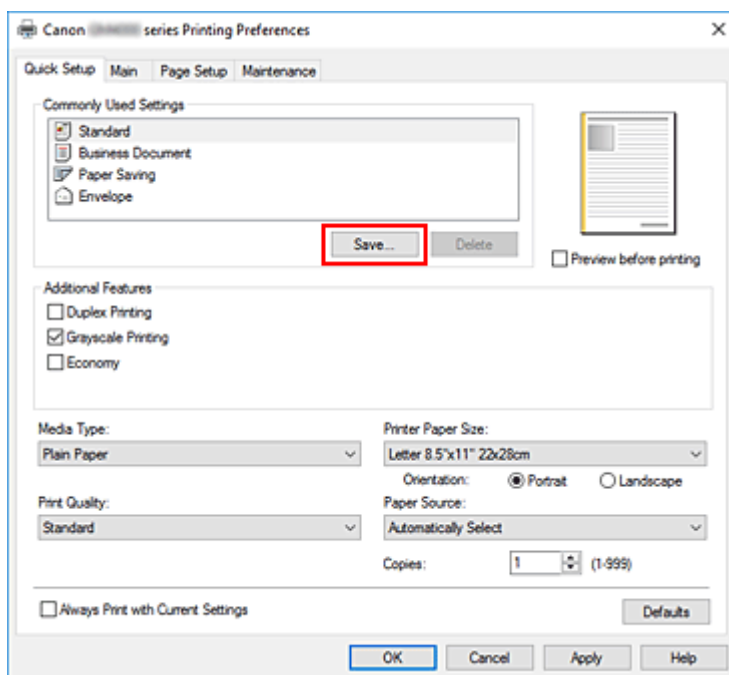 Canon series Printing Preferences
Quick Setup Main Page Setup Maintenance
Commonly Used Settings
Standard
Business Document
Paper Saving
Envelope
Save... Delete
Preview before printing
Additional Features
Duplex Printing
Grayscale Printing
Economy
Media Type:
Plain Paper
Printer Paper Size:
Letter 8.5"x11" 22x28cm
Orientation: Portrait Landscape
Print Quality:
Standard
Paper Source:
Automatically Select
Copies: 1 (1-999)
Always Print with Current Settings
Defaults
OK Cancel Apply Help